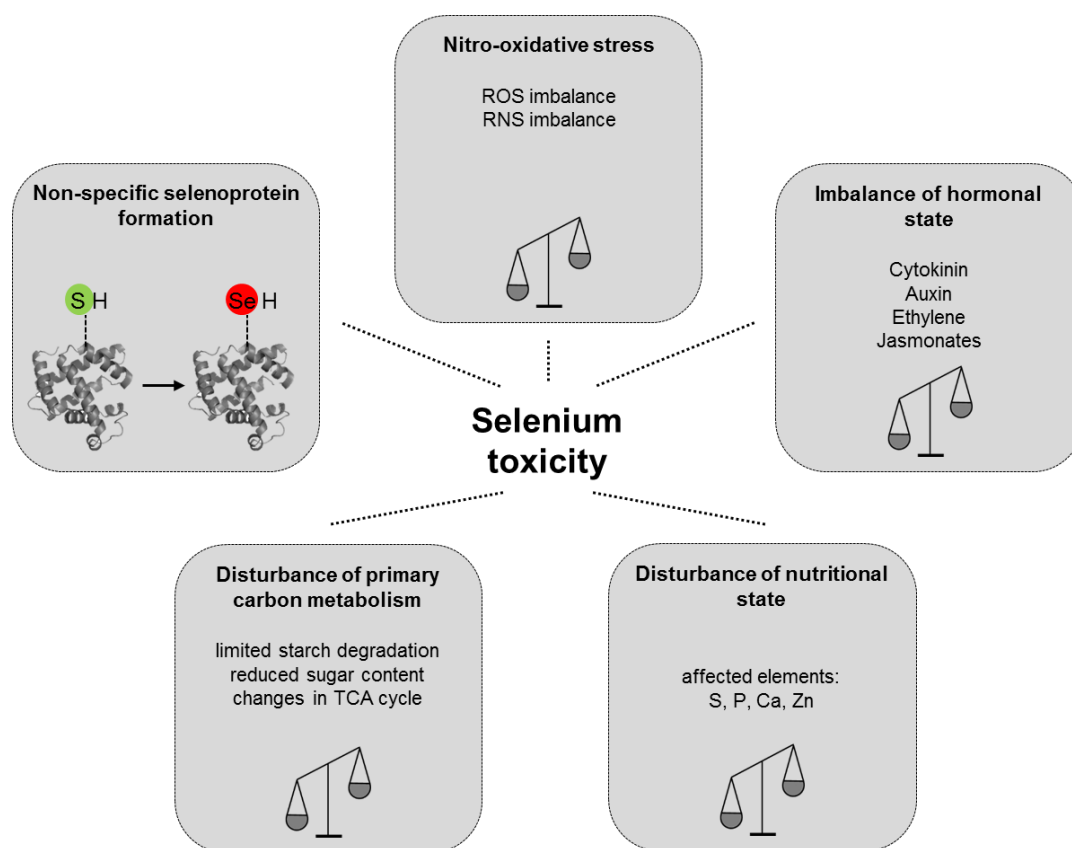 Nitro-oxidative stress
ROS imbalance
RNS imbalance
Non-specific selenoprotein
formation
S H
Se H
Imbalance of hormonal
state
Cytokinin
Auxin
Ethylene
Jasmonates
Selenium
toxicity
Disturbance of primary
carbon metabolism
limited starch degradation
reduced sugar content
changes in TCA cycle
Disturbance of nutritional
state
affected elements:
S, P, Ca, Zn